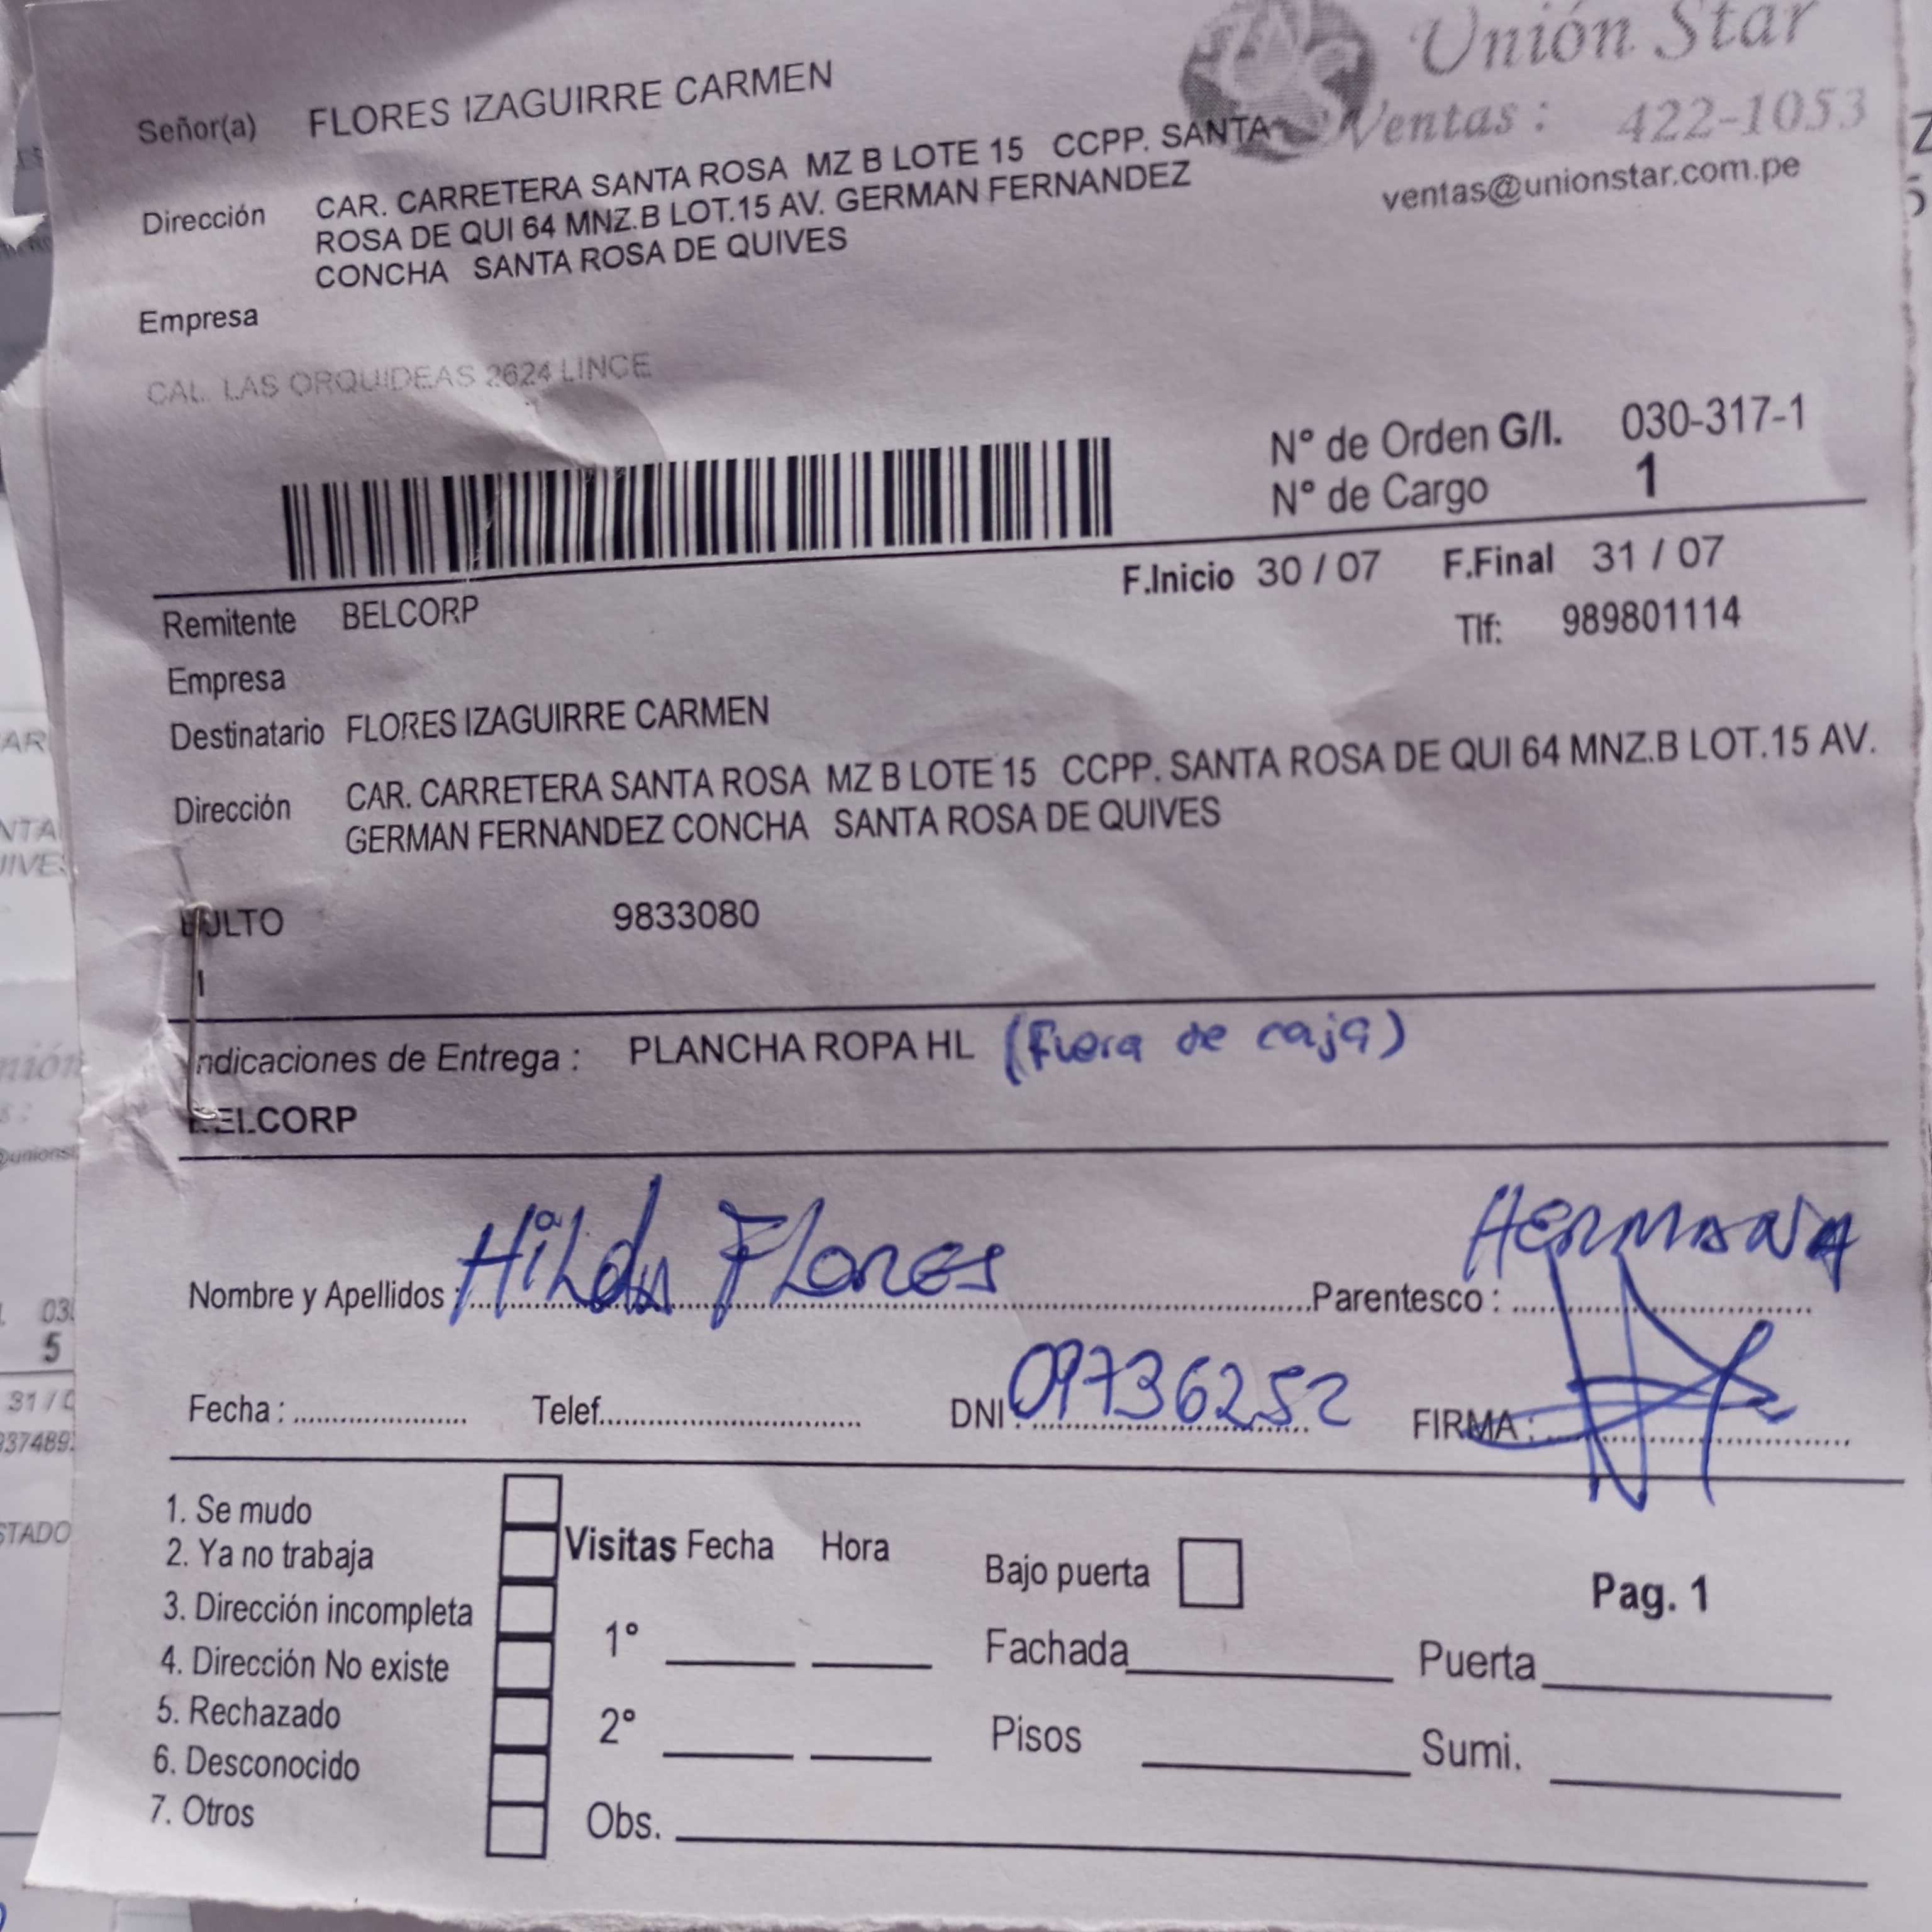 Unión Star
Señor(a) FLORES IZAGUIRRE CARMEN
Ventas : 422-1053
ventas@unionstar.com.pe
Dirección CAR. CARRETERA SANTA ROSA MZ B LOTE 15 CCPP. SANTA
ROSA DE QUI 64 MNZ.B LOT.15 AV. GERMAN FERNANDEZ
CONCHA SANTA ROSA DE QUIVES
Empresa
CAL. LAS ORQUIDEAS 2624 LINCE
N° de Orden G/I. 030-317-1
N° de Cargo 1
F.Inicio 30 / 07 F.Final 31 / 07
Remitente BELCORP
Tlf: 989801114
Empresa
Destinatario FLORES IZAGUIRRE CARMEN
Dirección CAR. CARRETERA SANTA ROSA MZ B LOTE 15 CCPP. SANTA ROSA DE QUI 64 MNZ.B LOT.15 AV.
GERMAN FERNANDEZ CONCHA SANTA ROSA DE QUIVES
BULTO 9833080
1
Indicaciones de Entrega : PLANCHA ROPA HL (Fuera de caja)
BELCORP
Nombre y Apellidos : Hilda Flores Parentesco : HERMANA
Fecha : Telef. DNI : 09736252 FIRMA :
1. Se mudo
2. Ya no trabaja
3. Dirección incompleta
4. Dirección No existe
5. Rechazado
6. Desconocido
7. Otros
Visitas Fecha Hora
1°
2°
Obs.
Bajo puerta
Pag. 1
Fachada Puerta
Pisos Sumi.